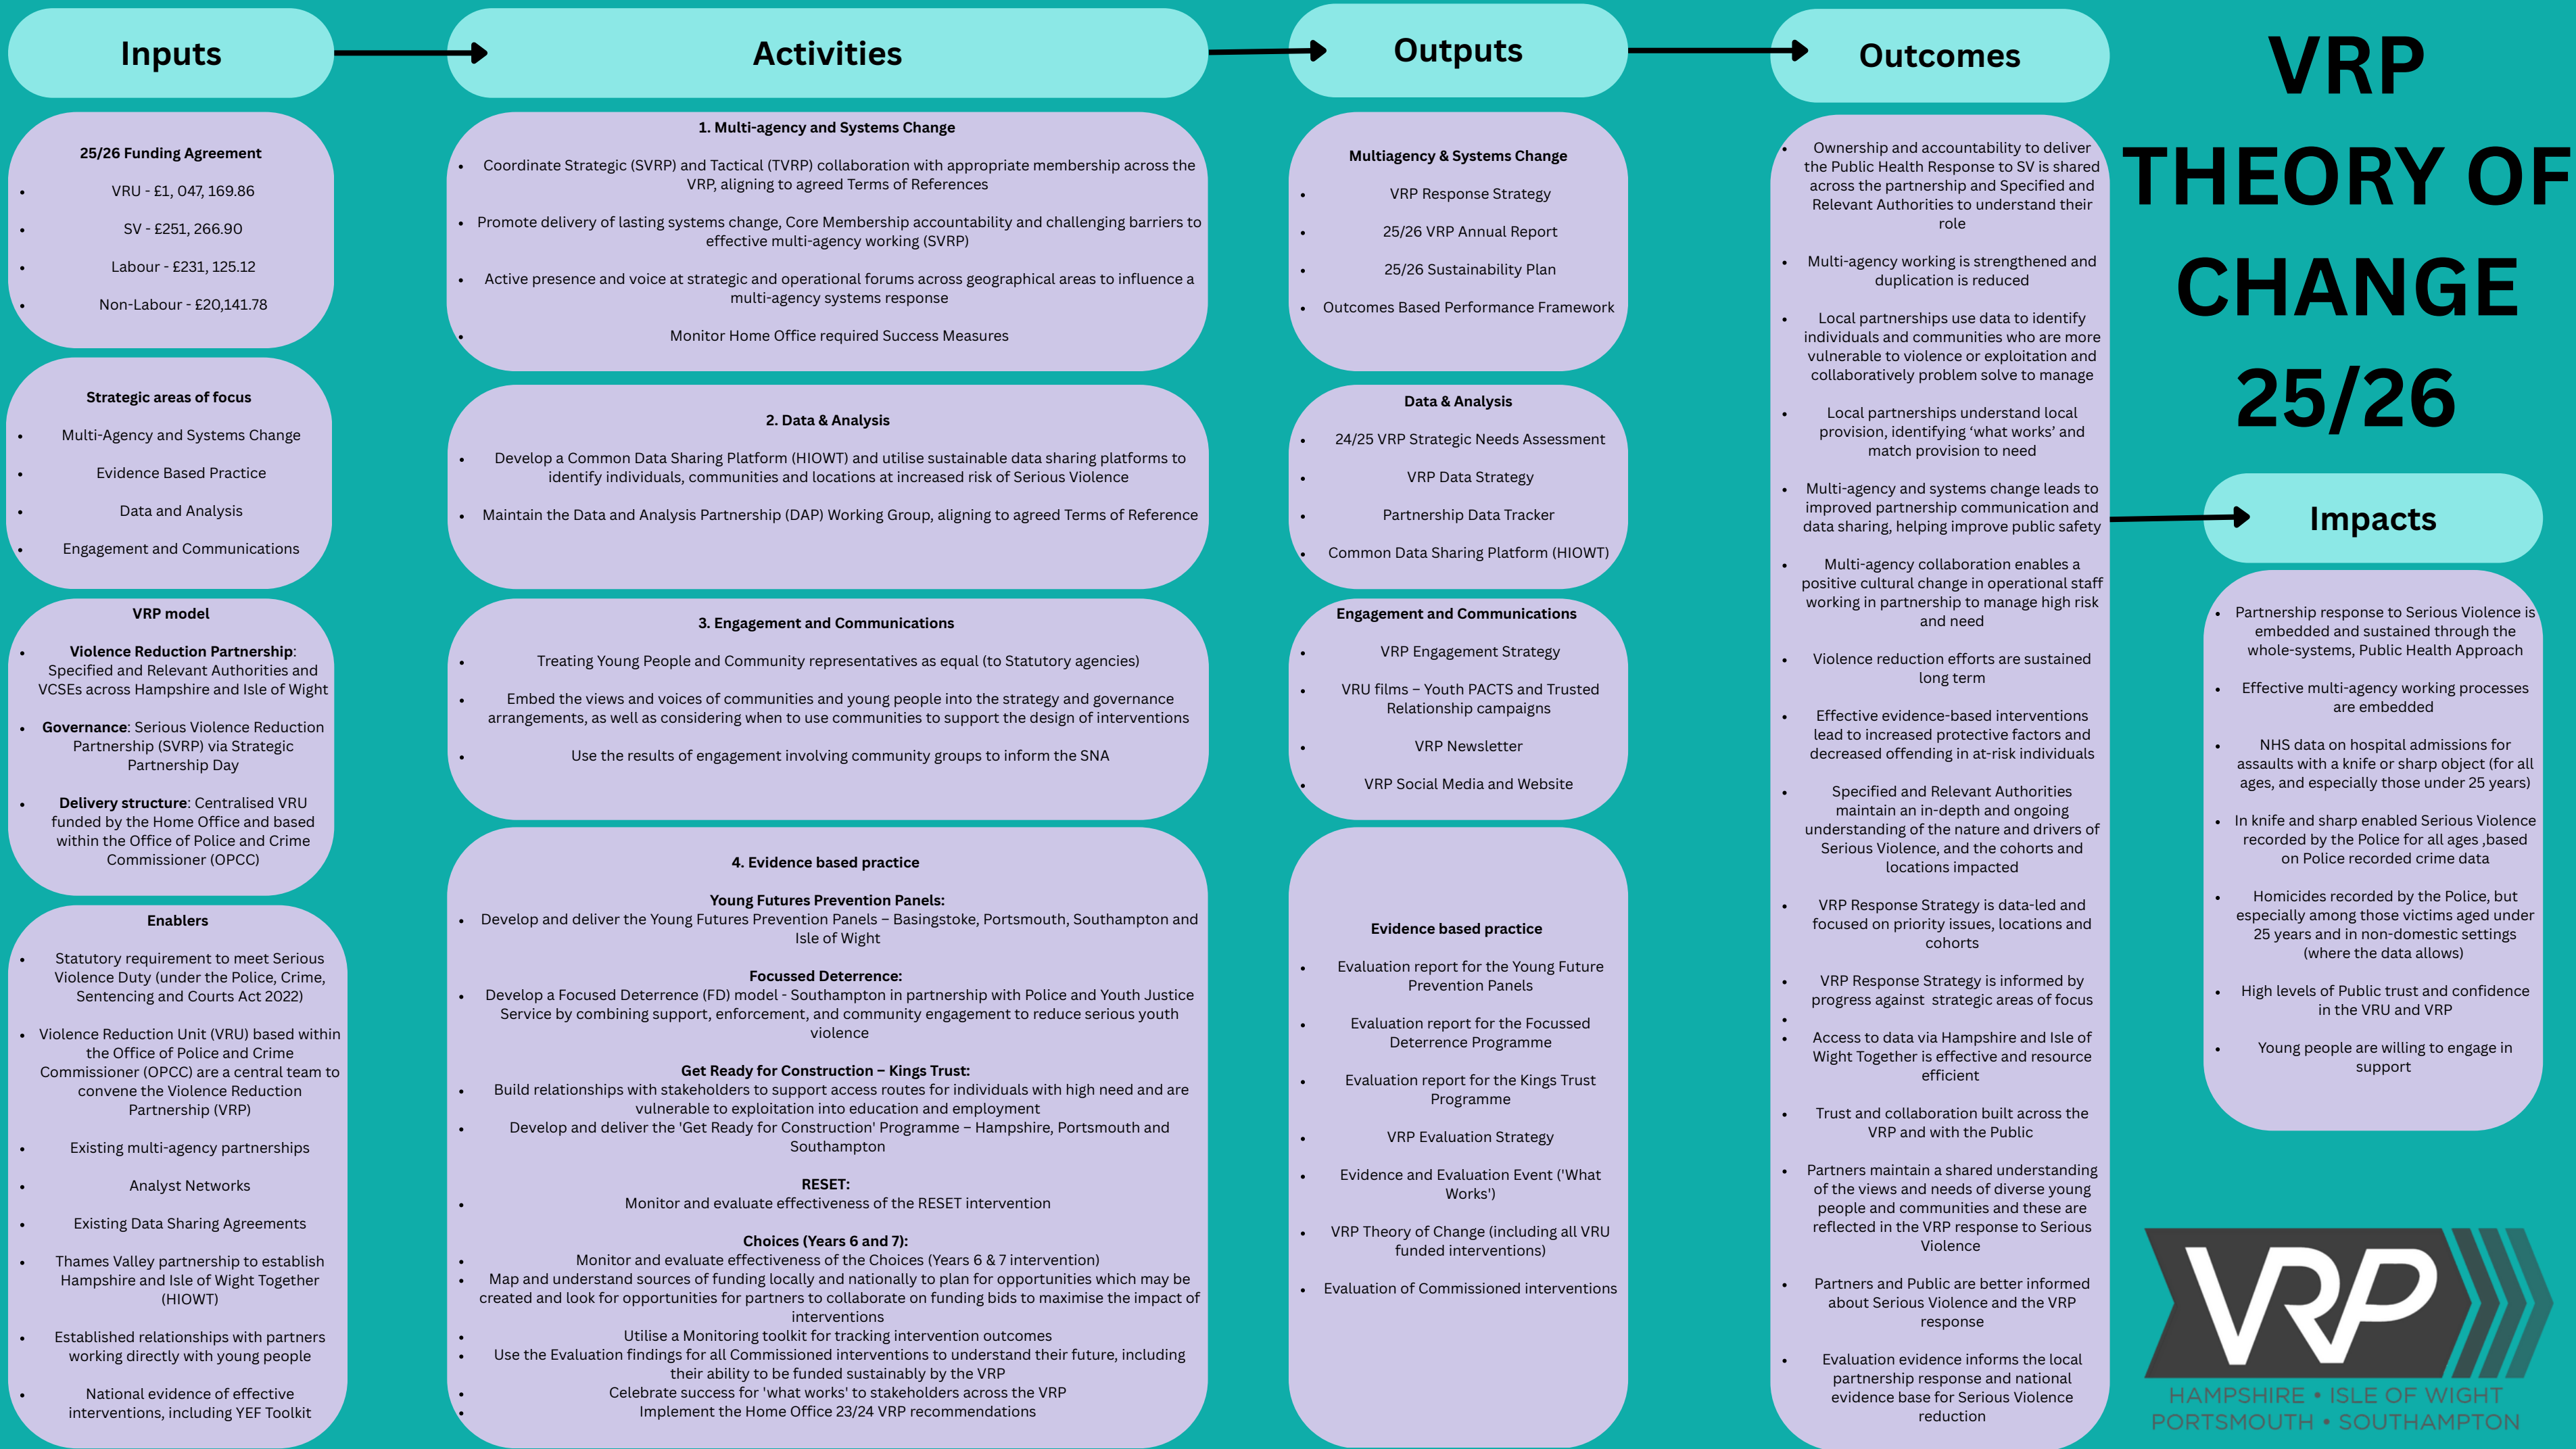 Inputs
25/26 Funding Agreement
• VRU - £1, 047, 169.86
• SV - £251, 266.90
• Labour - £231, 125.12
• Non-Labour - £20,141.78
Strategic areas of focus
• Multi-Agency and Systems Change
• Evidence Based Practice
• Data and Analysis
• Engagement and Communications
VRP model
• Violence Reduction Partnership:
Specified and Relevant Authorities and
VCSEs across Hampshire and Isle of Wight
• Governance: Serious Violence Reduction
Partnership (SVRP) via Strategic
Partnership Day
• Delivery structure: Centralised VRU
funded by the Home Office and based
within the Office of Police and Crime
Commissioner (OPCC)
Enablers
• Statutory requirement to meet Serious
Violence Duty (under the Police, Crime,
Sentencing and Courts Act 2022)
• Violence Reduction Unit (VRU) based within
the Office of Police and Crime
Commissioner (OPCC) are a central team to
convene the Violence Reduction
Partnership (VRP)
• Existing multi-agency partnerships
• Analyst Networks
• Existing Data Sharing Agreements
• Thames Valley partnership to establish
Hampshire and Isle of Wight Together
(HIOWT)
• Established relationships with partners
working directly with young people
• National evidence of effective
interventions, including YEF Toolkit
Activities
1. Multi-agency and Systems Change
• Coordinate Strategic (SVRP) and Tactical (TVRP) collaboration with appropriate membership across the
VRP, aligning to agreed Terms of References
• Promote delivery of lasting systems change, Core Membership accountability and challenging barriers to
effective multi-agency working (SVRP)
• Active presence and voice at strategic and operational forums across geographical areas to influence a
multi-agency systems response
• Monitor Home Office required Success Measures
2. Data & Analysis
• Develop a Common Data Sharing Platform (HIOWT) and utilise sustainable data sharing platforms to
identify individuals, communities and locations at increased risk of Serious Violence
• Maintain the Data and Analysis Partnership (DAP) Working Group, aligning to agreed Terms of Reference
3. Engagement and Communications
• Treating Young People and Community representatives as equal (to Statutory agencies)
• Embed the views and voices of communities and young people into the strategy and governance
arrangements, as well as considering when to use communities to support the design of interventions
• Use the results of engagement involving community groups to inform the SNA
4. Evidence based practice
Young Futures Prevention Panels:
• Develop and deliver the Young Futures Prevention Panels – Basingstoke, Portsmouth, Southampton and
Isle of Wight
Focussed Deterrence:
• Develop a Focused Deterrence (FD) model - Southampton in partnership with Police and Youth Justice
Service by combining support, enforcement, and community engagement to reduce serious youth
violence
Get Ready for Construction – Kings Trust:
• Build relationships with stakeholders to support access routes for individuals with high need and are
vulnerable to exploitation into education and employment
• Develop and deliver the 'Get Ready for Construction' Programme – Hampshire, Portsmouth and
Southampton
RESET:
• Monitor and evaluate effectiveness of the RESET intervention
Choices (Years 6 and 7):
• Monitor and evaluate effectiveness of the Choices (Years 6 & 7 intervention)
• Map and understand sources of funding locally and nationally to plan for opportunities which may be
created and look for opportunities for partners to collaborate on funding bids to maximise the impact of
interventions
• Utilise a Monitoring toolkit for tracking intervention outcomes
• Use the Evaluation findings for all Commissioned interventions to understand their future, including
their ability to be funded sustainably by the VRP
• Celebrate success for 'what works' to stakeholders across the VRP
• Implement the Home Office 23/24 VRP recommendations
Outputs
Multiagency & Systems Change
• VRP Response Strategy
• 25/26 VRP Annual Report
• 25/26 Sustainability Plan
• Outcomes Based Performance Framework
Data & Analysis
• 24/25 VRP Strategic Needs Assessment
• VRP Data Strategy
• Partnership Data Tracker
• Common Data Sharing Platform (HIOWT)
Engagement and Communications
• VRP Engagement Strategy
• VRU films – Youth PACTS and Trusted
Relationship campaigns
• VRP Newsletter
• VRP Social Media and Website
Evidence based practice
• Evaluation report for the Young Future
Prevention Panels
• Evaluation report for the Focussed
Deterrence Programme
• Evaluation report for the Kings Trust
Programme
• VRP Evaluation Strategy
• Evidence and Evaluation Event ('What
Works')
• VRP Theory of Change (including all VRU
funded interventions)
• Evaluation of Commissioned interventions
Outcomes
• Ownership and accountability to deliver
the Public Health Response to SV is shared
across the partnership and Specified and
Relevant Authorities to understand their
role
• Multi-agency working is strengthened and
duplication is reduced
• Local partnerships use data to identify
individuals and communities who are more
vulnerable to violence or exploitation and
collaboratively problem solve to manage
• Local partnerships understand local
provision, identifying ‘what works’ and
match provision to need
• Multi-agency and systems change leads to
improved partnership communication and
data sharing, helping improve public safety
• Multi-agency collaboration enables a
positive cultural change in operational staff
working in partnership to manage high risk
and need
• Violence reduction efforts are sustained
long term
• Effective evidence-based interventions
lead to increased protective factors and
decreased offending in at-risk individuals
• Specified and Relevant Authorities
maintain an in-depth and ongoing
understanding of the nature and drivers of
Serious Violence, and the cohorts and
locations impacted
• VRP Response Strategy is data-led and
focused on priority issues, locations and
cohorts
• VRP Response Strategy is informed by
progress against strategic areas of focus
•
• Access to data via Hampshire and Isle of
Wight Together is effective and resource
efficient
• Trust and collaboration built across the
VRP and with the Public
• Partners maintain a shared understanding
of the views and needs of diverse young
people and communities and these are
reflected in the VRP response to Serious
Violence
• Partners and Public are better informed
about Serious Violence and the VRP
response
• Evaluation evidence informs the local
partnership response and national
evidence base for Serious Violence
reduction
VRP
THEORY OF
CHANGE
25/26
Impacts
• Partnership response to Serious Violence is
embedded and sustained through the
whole-systems, Public Health Approach
• Effective multi-agency working processes
are embedded
• NHS data on hospital admissions for
assaults with a knife or sharp object (for all
ages, and especially those under 25 years)
• In knife and sharp enabled Serious Violence
recorded by the Police for all ages ,based
on Police recorded crime data
• Homicides recorded by the Police, but
especially among those victims aged under
25 years and in non-domestic settings
(where the data allows)
• High levels of Public trust and confidence
in the VRU and VRP
• Young people are willing to engage in
support
VRP
HAMPSHIRE • ISLE OF WIGHT
PORTSMOUTH • SOUTHAMPTON